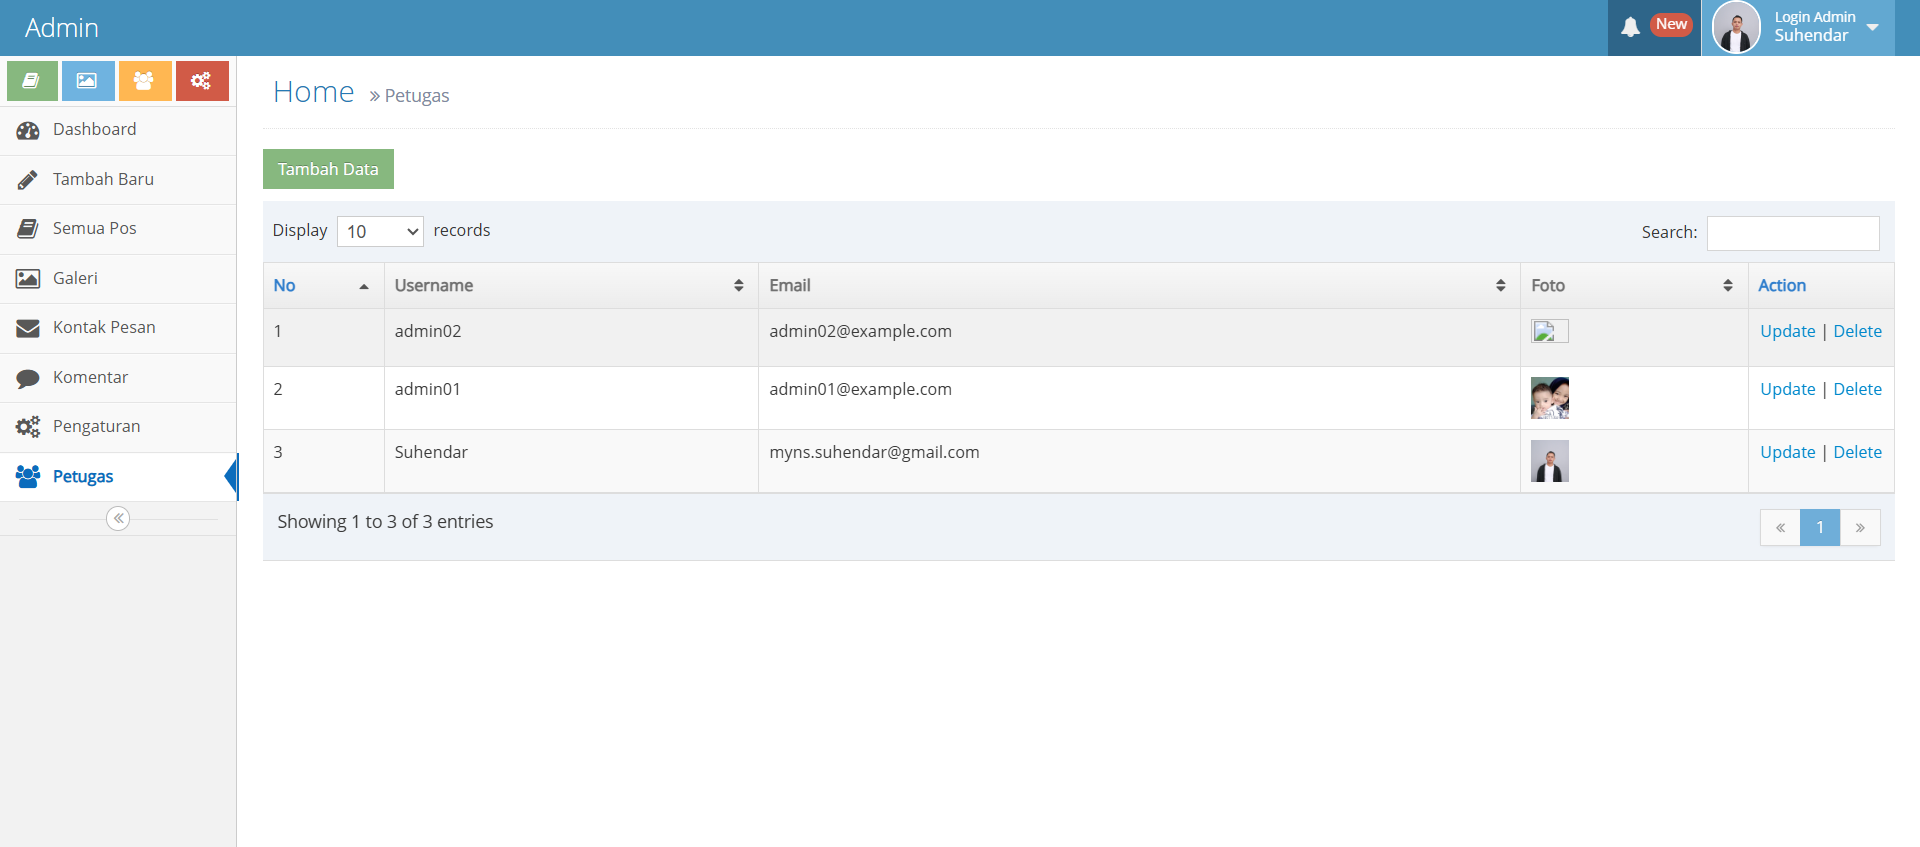 Admin
New
Login Admin
Suhendar
Dashboard
Tambah Baru
Semua Pos
Galeri
Kontak Pesan
Komentar
Pengaturan
Petugas
Home » Petugas
Tambah Data
Display 10 records
Search:
No Username Email Foto Action
1 admin02 admin02@example.com Update | Delete
2 admin01 admin01@example.com Update | Delete
3 Suhendar myns.suhendar@gmail.com Update | Delete
Showing 1 to 3 of 3 entries
« 1 »